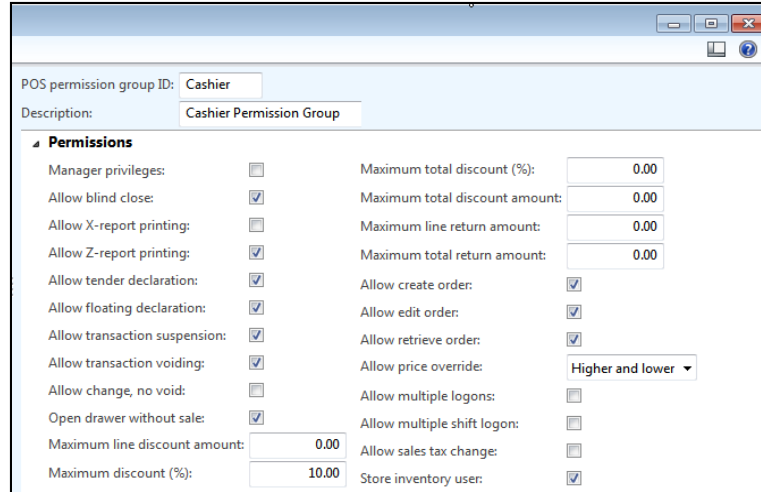 POS permission group ID: Cashier
Description: Cashier Permission Group
Permissions
Manager privileges:
Allow blind close:
Allow X-report printing:
Allow Z-report printing:
Allow tender declaration:
Allow floating declaration:
Allow transaction suspension:
Allow transaction voiding:
Allow change, no void:
Open drawer without sale:
Maximum line discount amount: 0.00
Maximum discount (%): 10.00
Maximum total discount (%): 0.00
Maximum total discount amount: 0.00
Maximum line return amount: 0.00
Maximum total return amount: 0.00
Allow create order:
Allow edit order:
Allow retrieve order:
Allow price override: Higher and lower
Allow multiple logons:
Allow multiple shift logon:
Allow sales tax change:
Store inventory user: